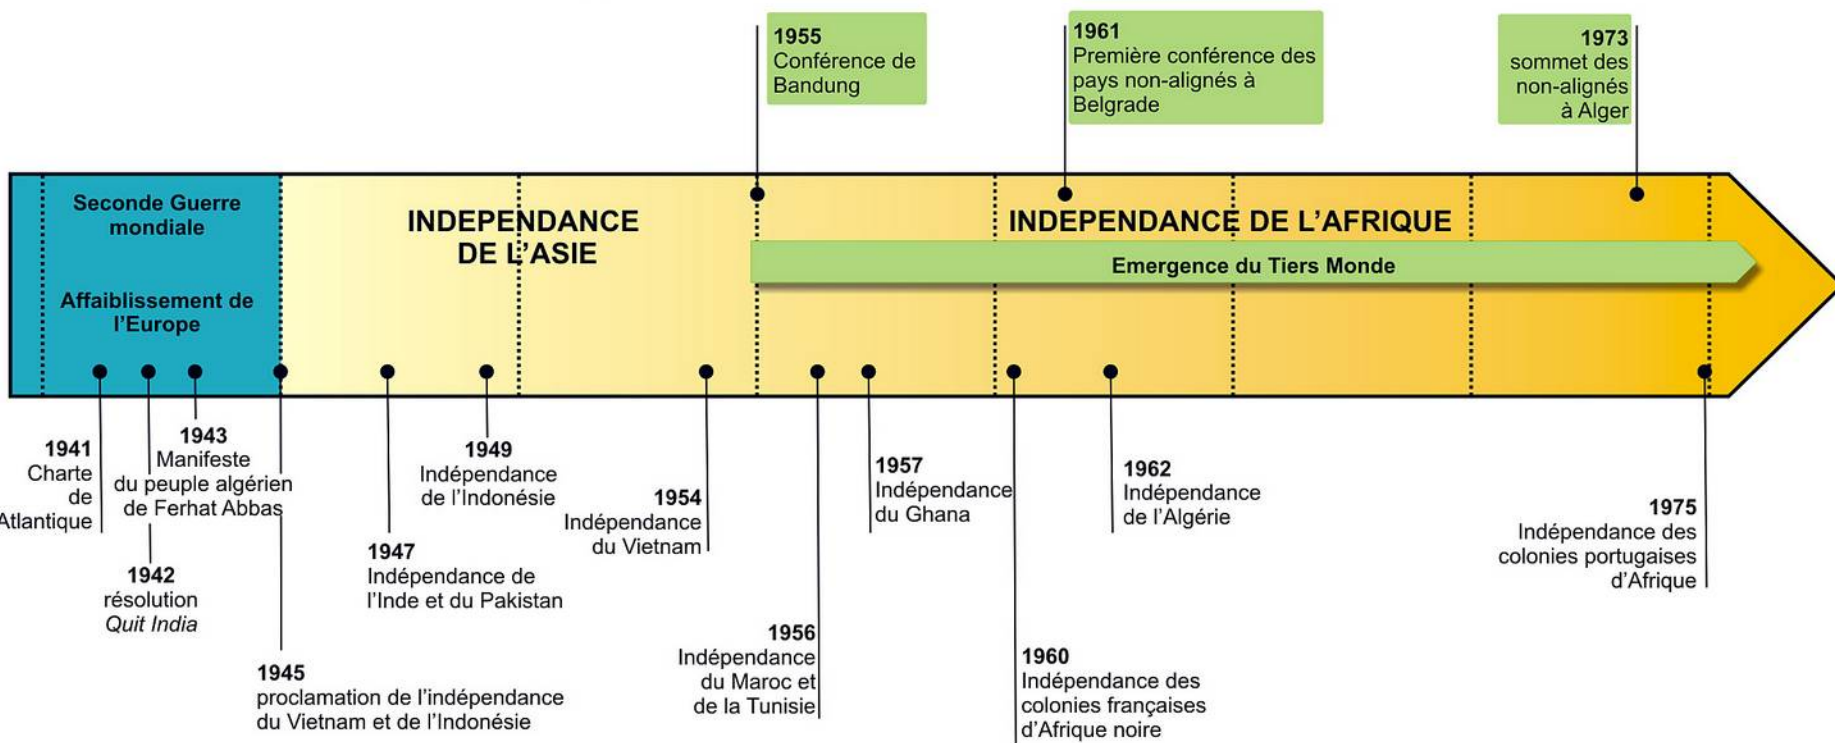 1955
Conférence de
Bandung
1961
Première conférence des
pays non-alignés à
Belgrade
1973
sommet des
non-alignés
à Alger
Seconde Guerre
mondiale
Affaiblissement de
l’Europe
INDEPENDANCE
DE L’ASIE
INDEPENDANCE DE L’AFRIQUE
Emergence du Tiers Monde
1941
Charte
de
Atlantique
1942
résolution
Quit India
1943
Manifeste
du peuple algérien
de Ferhat Abbas
1945
proclamation de l’indépendance
du Vietnam et de l’Indonésie
1947
Indépendance de
l’Inde et du Pakistan
1949
Indépendance
de l’Indonésie
1954
Indépendance
du Vietnam
1956
Indépendance
du Maroc et
de la Tunisie
1957
Indépendance
du Ghana
1960
Indépendance des
colonies françaises
d’Afrique noire
1962
Indépendance
de l’Algérie
1975
Indépendance des
colonies portugaises
d’Afrique